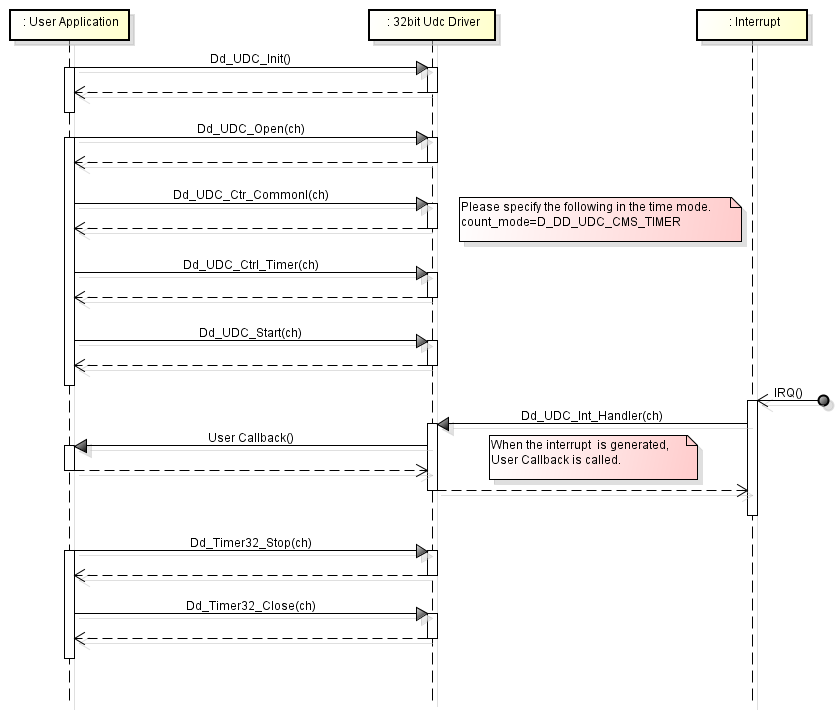 : User Application
: 32bit Udc Driver
: Interrupt
Dd_UDC_Init()
Dd_UDC_Open(ch)
Dd_UDC_Ctr_Commonl(ch)
Please specify the following in the time mode.
count_mode=D_DD_UDC_CMS_TIMER
Dd_UDC_Ctrl_Timer(ch)
Dd_UDC_Start(ch)
IRQ()
Dd_UDC_Int_Handler(ch)
User Callback()
When the interrupt is generated,
User Callback is called.
Dd_Timer32_Stop(ch)
Dd_Timer32_Close(ch)